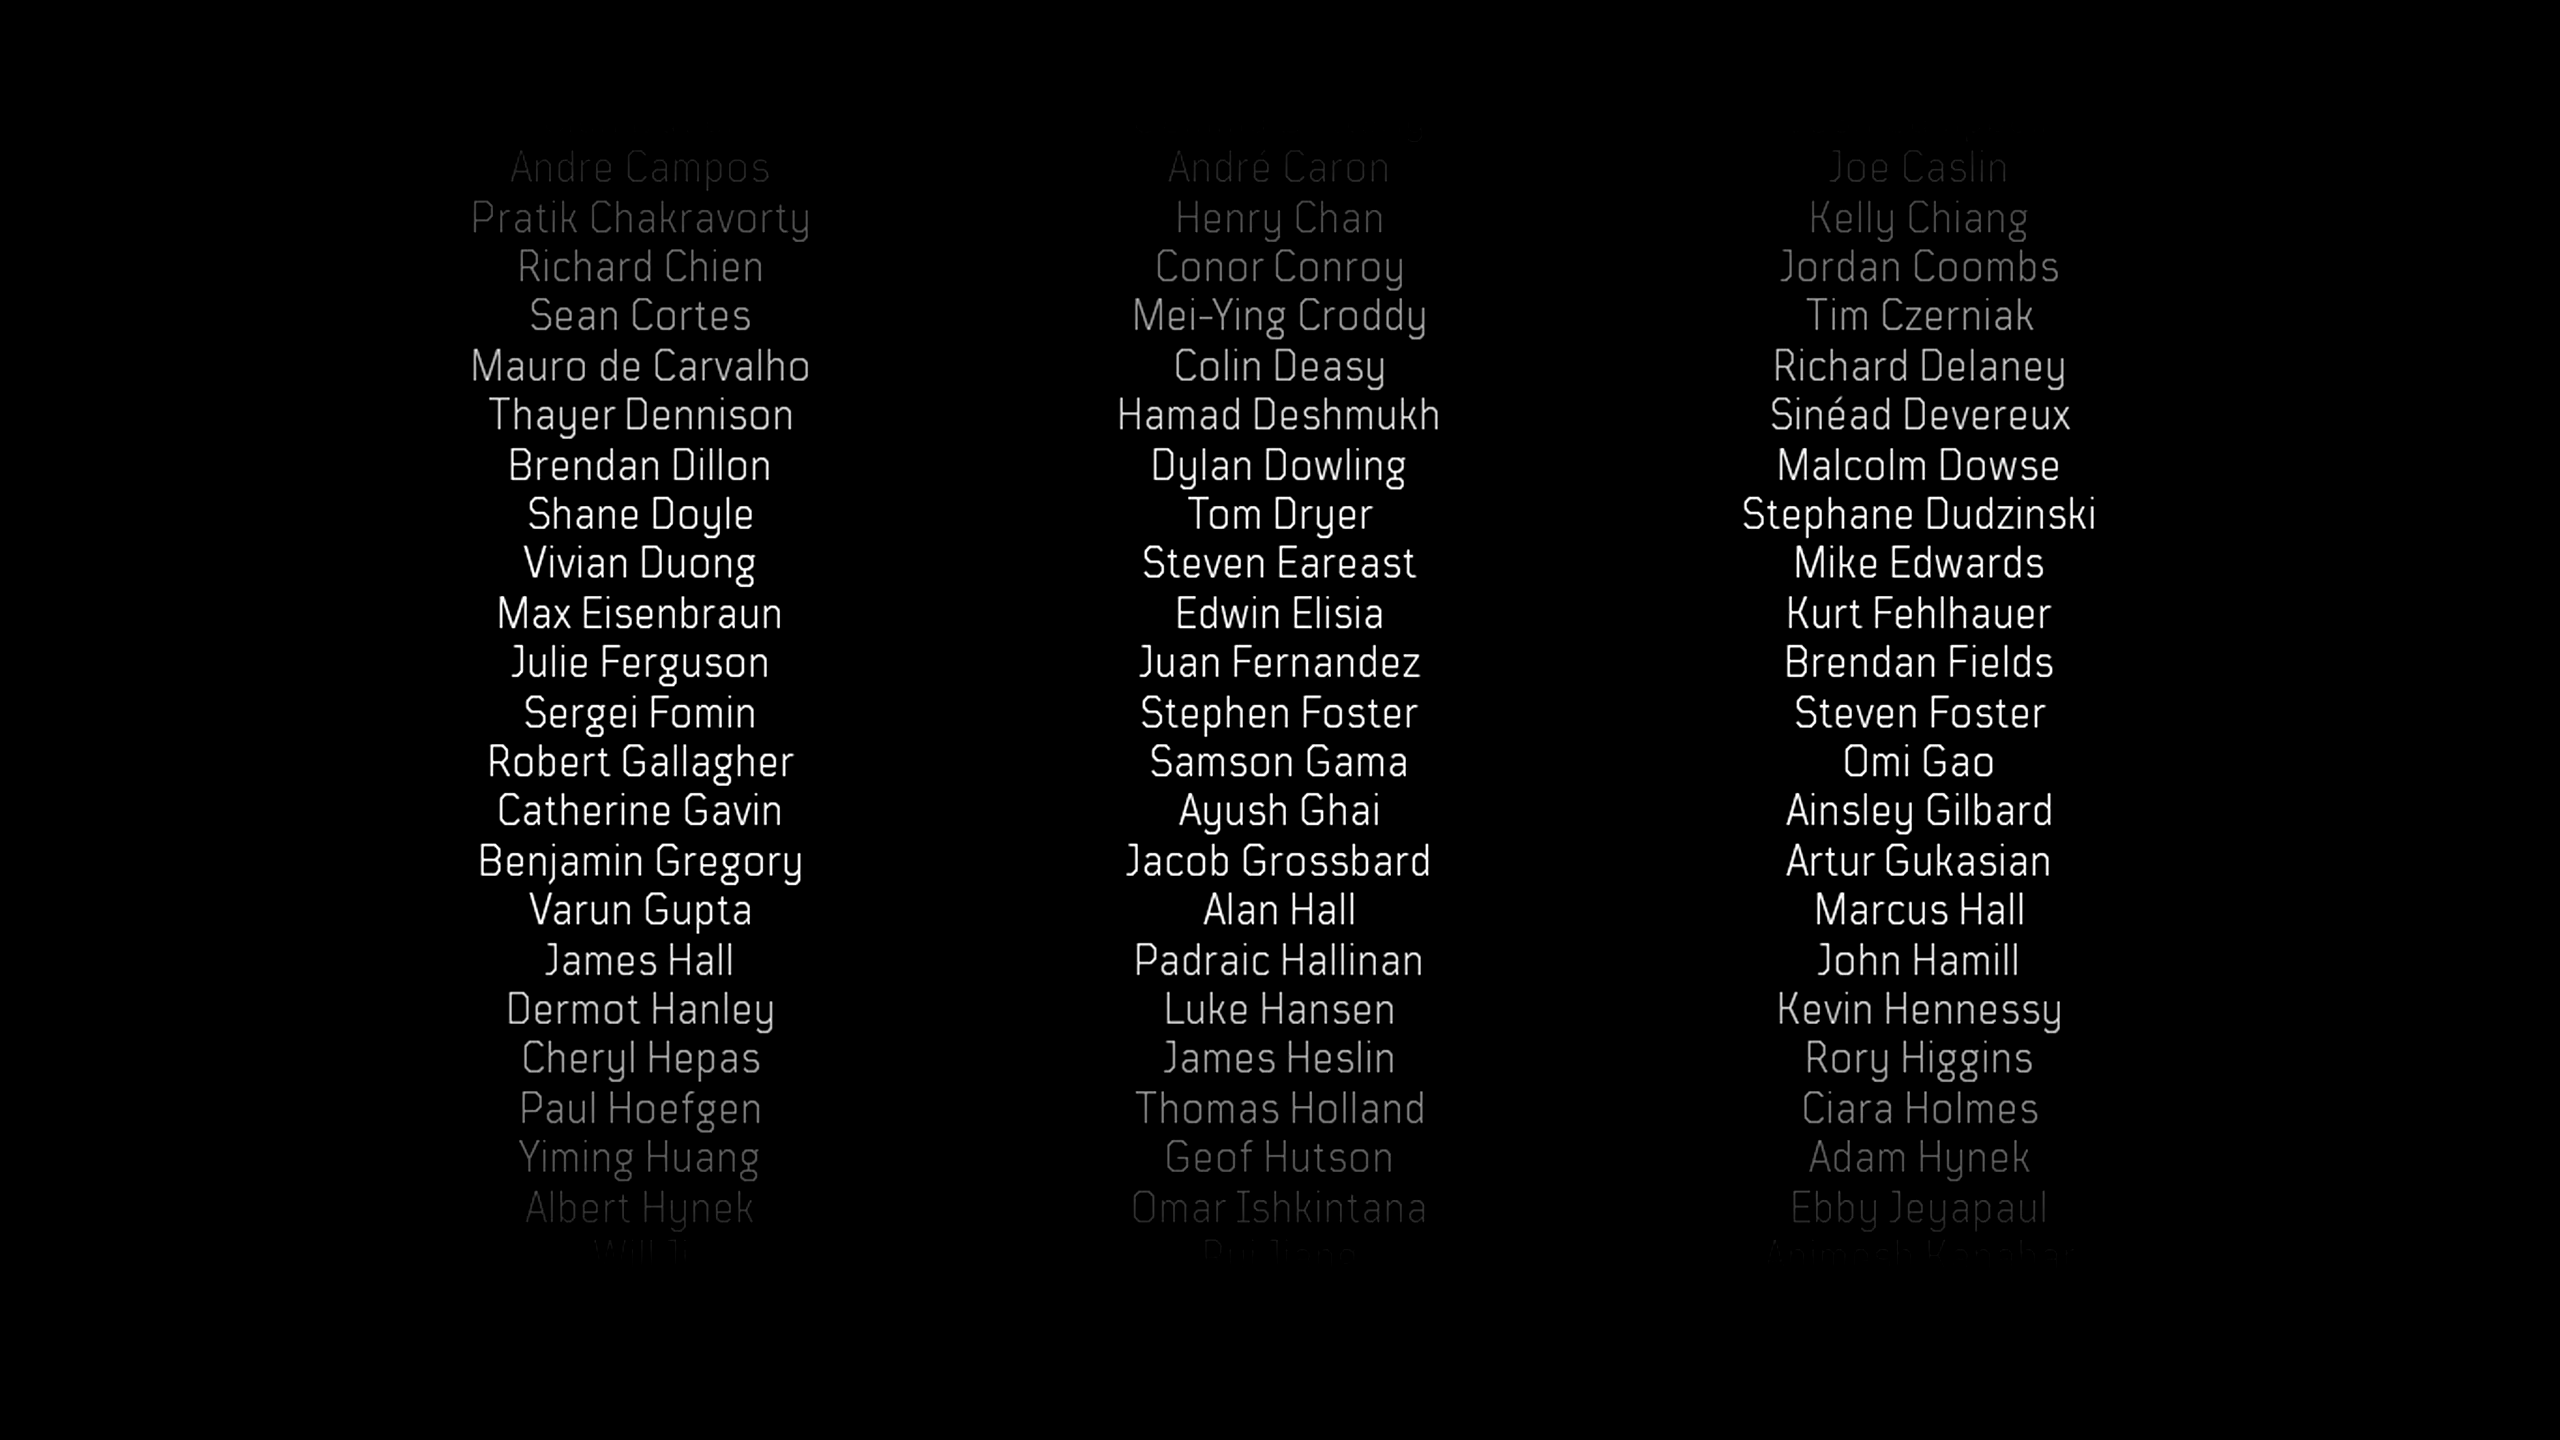 Andre Campos André Caron Joe Caslin
Pratik Chakravorty Henry Chan Kelly Chiang
Richard Chien Conor Conroy Jordan Coombs
Sean Cortes Mei-Ying Croddy Tim Czerniak
Mauro de Carvalho Colin Deasy Richard Delaney
Thayer Dennison Hamad Deshmukh Sinéad Devereux
Brendan Dillon Dylan Dowling Malcolm Dowse
Shane Doyle Tom Dryer Stephane Dudzinski
Vivian Duong Steven Eareast Mike Edwards
Max Eisenbraun Edwin Elisia Kurt Fehlhauer
Julie Ferguson Juan Fernandez Brendan Fields
Sergei Fomin Stephen Foster Steven Foster
Robert Gallagher Samson Gama Omi Gao
Catherine Gavin Ayush Ghai Ainsley Gilbard
Benjamin Gregory Jacob Grossbard Artur Gukasian
Varun Gupta Alan Hall Marcus Hall
James Hall Padraic Hallinan John Hamill
Dermot Hanley Luke Hansen Kevin Hennessy
Cheryl Hepas James Heslin Rory Higgins
Paul Hoefgen Thomas Holland Ciara Holmes
Yiming Huang Geof Hutson Adam Hynek
Albert Hynek Omar Ishkintana Ebby Jeyapaul